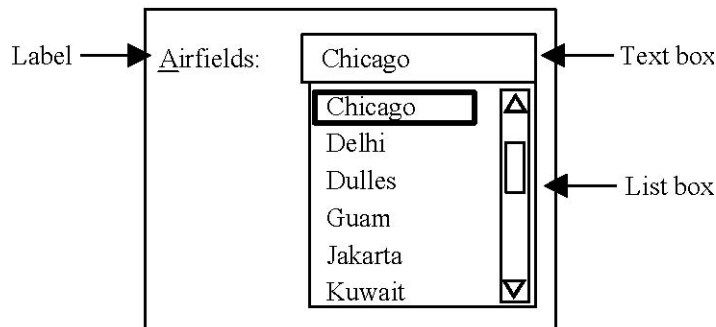 Label Airfields: Chicago Text box
Chicago
Delhi
Dulles
List box
Guam
Jakarta
Kuwait